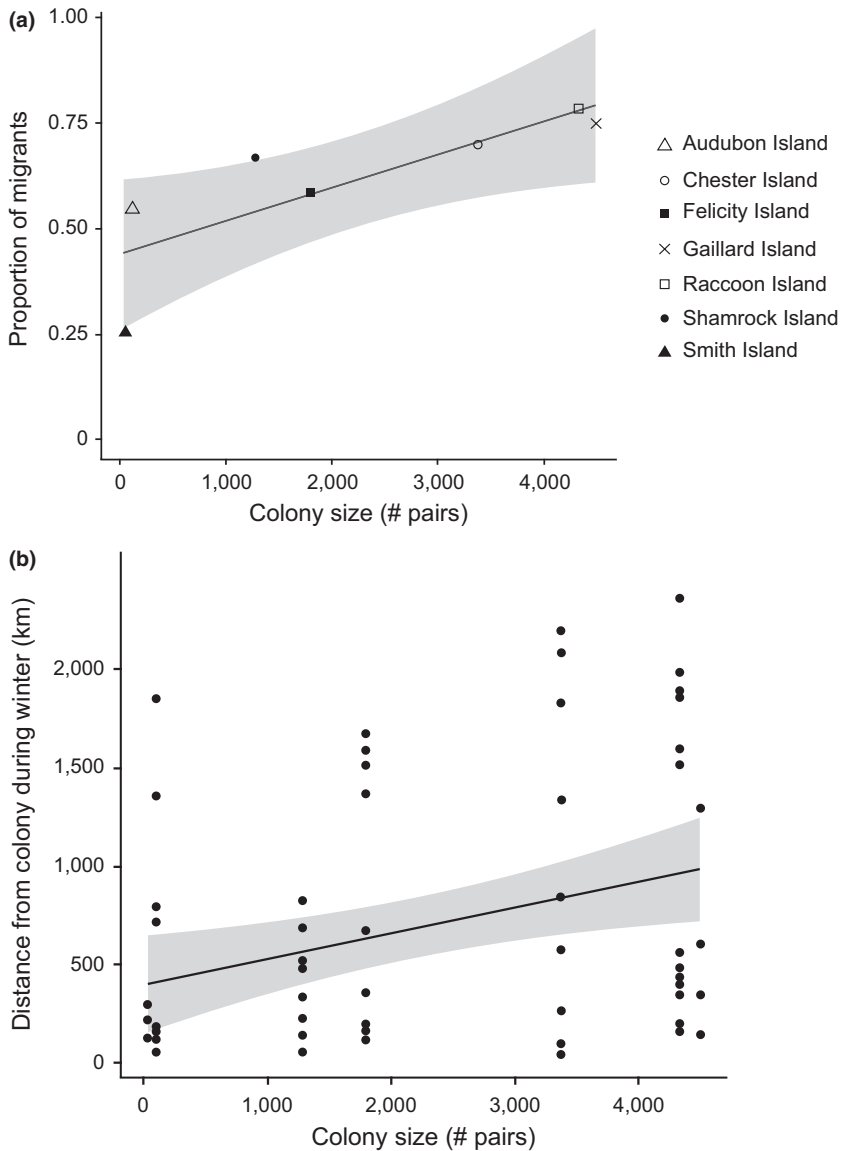 (a)
1.00
0.75
0.50
0.25
0
Proportion of migrants
0 1,000 2,000 3,000 4,000
Colony size (# pairs)
Audubon Island
Chester Island
Felicity Island
Gaillard Island
Raccoon Island
Shamrock Island
Smith Island
(b)
2,000
1,500
1,000
500
0
Distance from colony during winter (km)
0 1,000 2,000 3,000 4,000
Colony size (# pairs)